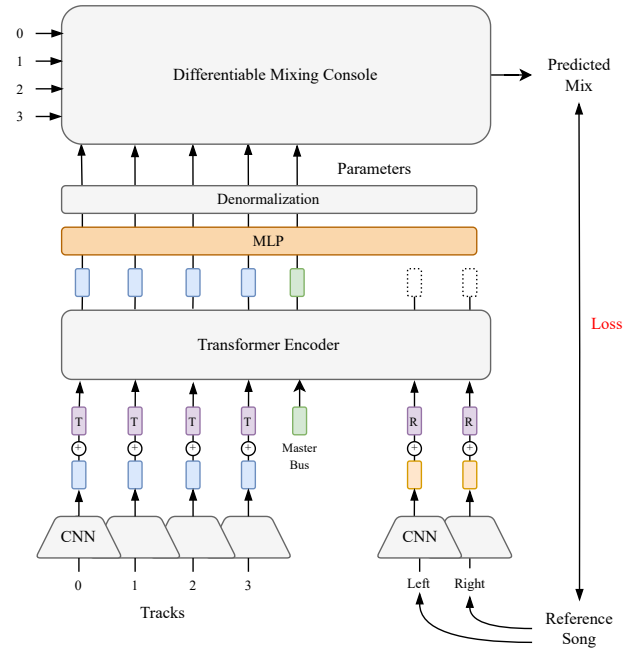 0
1
2
3
Differentiable Mixing Console
Predicted
Mix
Parameters
Denormalization
MLP
Loss
Transformer Encoder
T
T
T
T
R
R
+
+
+
+
+
+
Master
Bus
CNN
CNN
0
1
2
3
Left
Right
Tracks
Reference
Song